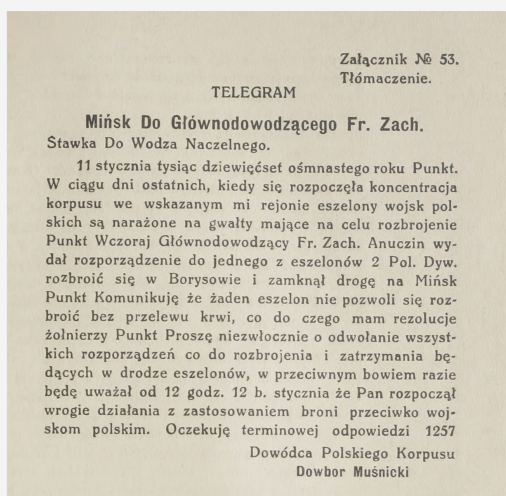 Załącznik № 53.
Tłómaczenie.
TELEGRAM
Mińsk Do Głównodowodzącego Fr. Zach.
Stawka Do Wodza Naczelnego.
11 stycznia tysiąc dziewięćset ośmnastego roku Punkt.
W ciągu dni ostatnich, kiedy się rozpoczęła koncentracja
korpusu we wskazanym mi rejonie eszelony wojsk pol-
skich są narażone na gwałty mające na celu rozbrojenie
Punkt Wczoraj Głównodowodzący Fr. Zach. Anuczin wy-
dał rozporządzenie do jednego z eszelonów 2 Pol. Dyw.
rozbroić się w Borysowie i zamknął drogę na Mińsk
Punkt Komunikuję że żaden eszelon nie pozwoli się roz-
broić bez przelewu krwi, co do czego mam rezolucje
żołnierzy Punkt Proszę niezwłocznie o odwołanie wszyst-
kich rozporządzeń co do rozbrojenia i zatrzymania bę-
dących w drodze eszelonów, w przeciwnym bowiem razie
będę uważał od 12 godz. 12 b. stycznia że Pan rozpoczął
wrogie działania z zastosowaniem broni przeciwko woj-
skom polskim. Oczekuję terminowej odpowiedzi 1257
Dowódca Polskiego Korpusu
Dowbor Muśnicki